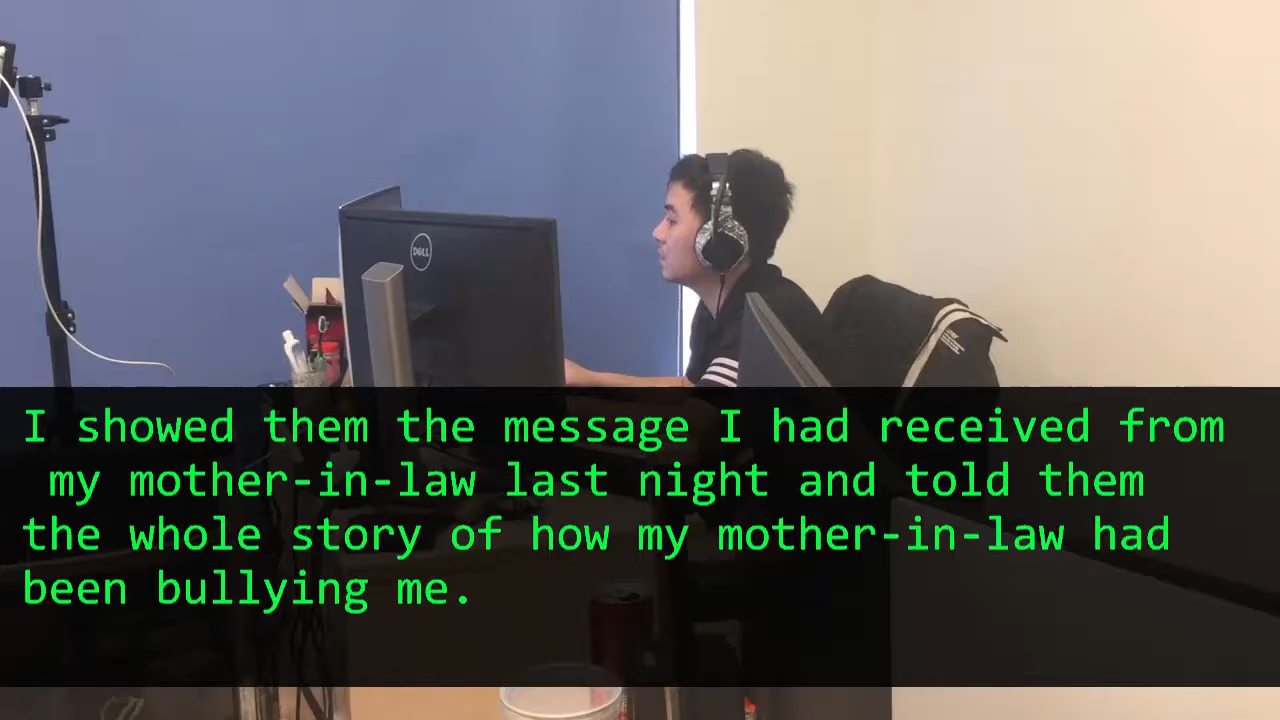 DELL
I showed them the message I had received from
my mother-in-law last night and told them
the whole story of how my mother-in-law had
been bullying me.